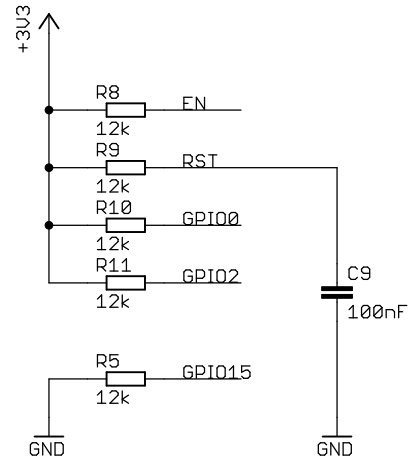 +3V3
R8
EN
12k
R9
RST
12k
R10
GPIO0
12k
R11
GPIO2
12k
C9
100nF
R5
GPIO15
12k
GND
GND